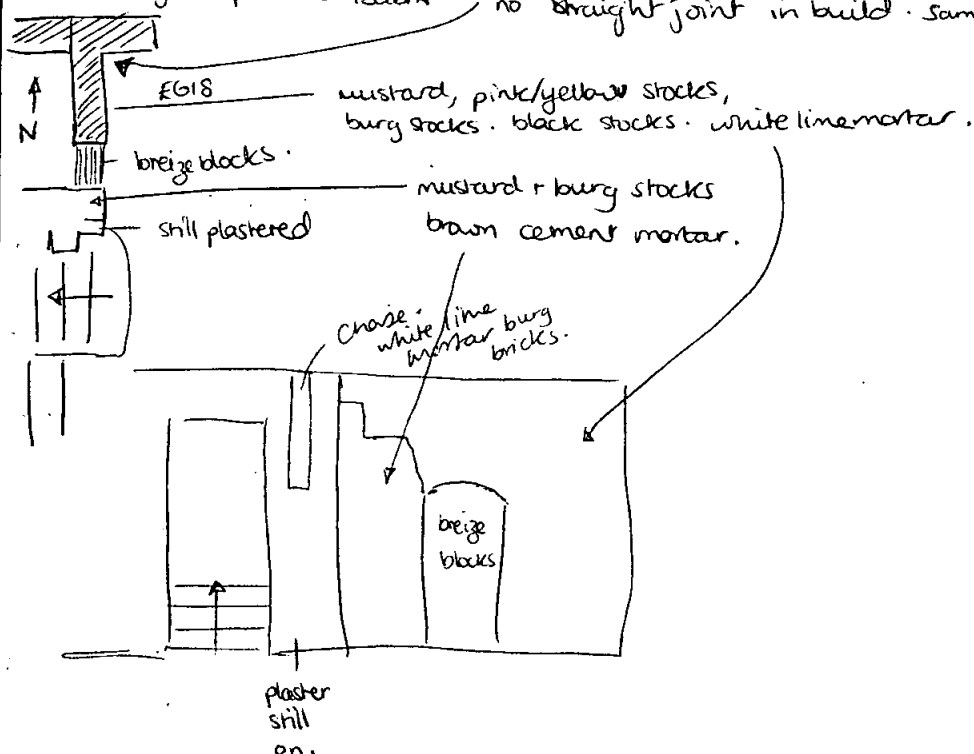 no straight joint in build. Sam
N
EG18
mustard, pink/yellow stocks,
burg stocks. black stocks. white lime mortar.
breize blocks.
mustard + burg stocks
brown cement mortar.
still plastered
chase.
white lime
mortar burg
bricks.
breize
blocks
plaster
still
on.